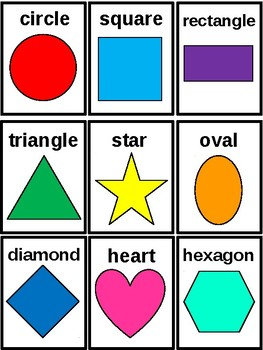 circle
square
rectangle
triangle
star
oval
diamond
heart
hexagon